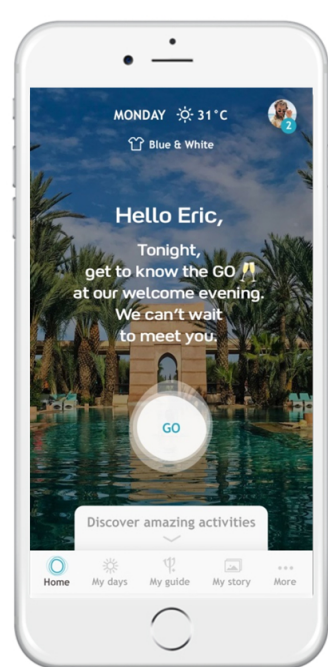 MONDAY 31°C
2
Blue & White
Hello Eric,
Tonight,
get to know the GO 🥂
at our welcome evening.
We can't wait
to meet you.
GO
Discover amazing activities
Home My days My guide My story More